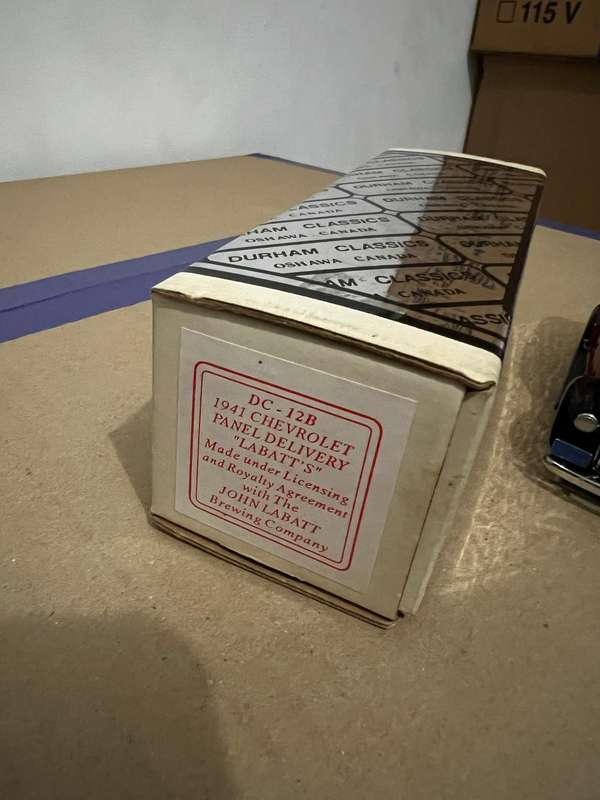 115 V
DURHAM CLASSICS
OSHAWA CANADA
DURHAM CLASSICS
OSHAWA CANADA
CANADA
DC - 12B
1941 CHEVROLET
PANEL DELIVERY
"LABATT'S"
Made under Licensing
and Royalty Agreement
with The
JOHN LABATT
Brewing Company